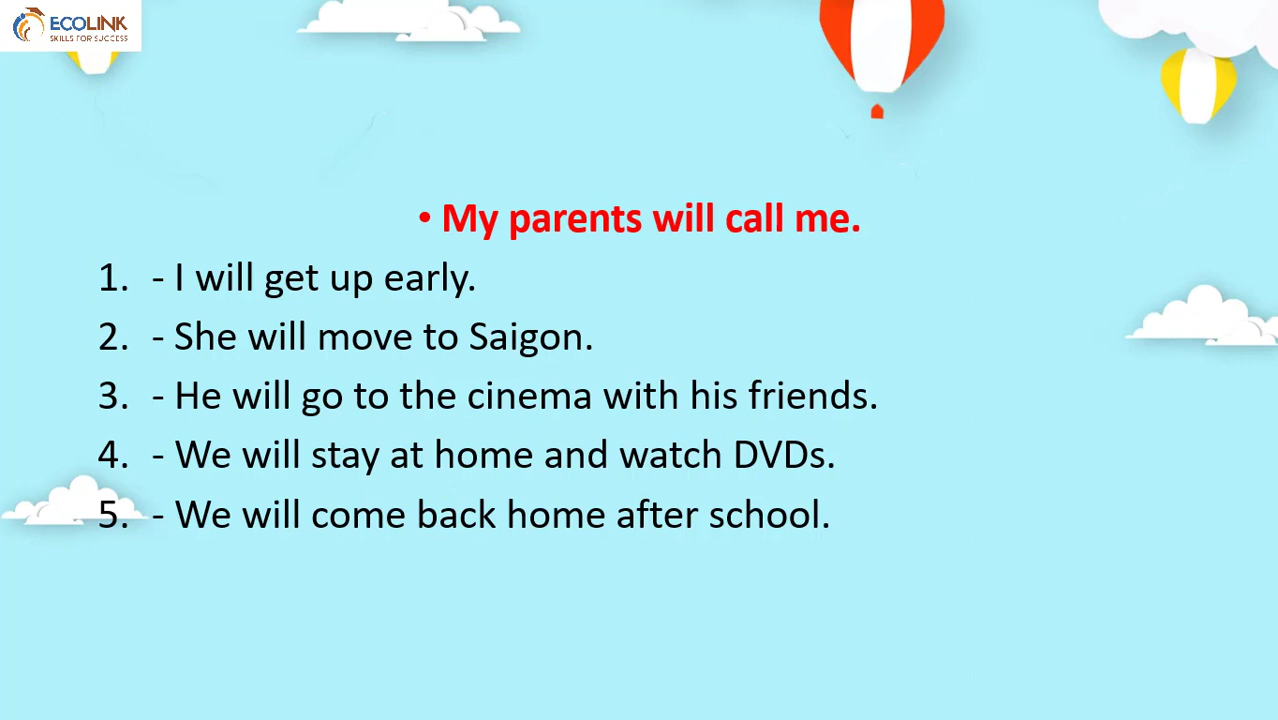 ECOLINK
SKILLS FOR SUCCESS
• My parents will call me.
1. - I will get up early.
2. - She will move to Saigon.
3. - He will go to the cinema with his friends.
4. - We will stay at home and watch DVDs.
5. - We will come back home after school.